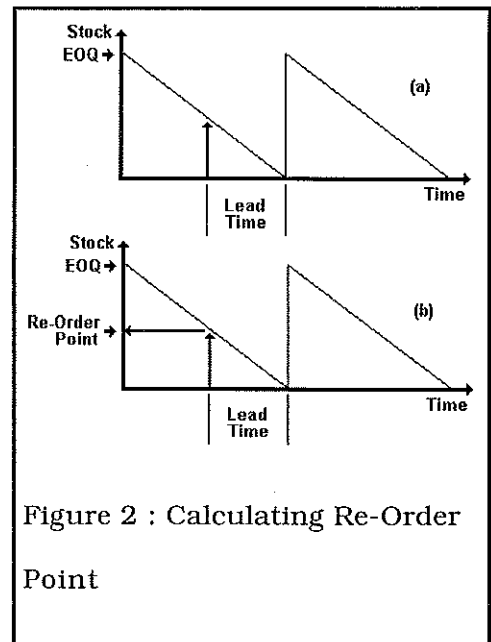 Stock
EOQ
(a)
Time
Lead
Time
Stock
EOQ
(b)
Re-Order
Point
Time
Lead
Time
Figure 2 : Calculating Re-Order
Point